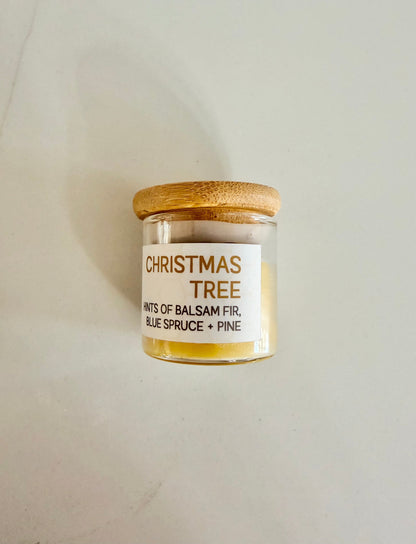 CHRISTMAS
TREE
HINTS OF BALSAM FIR,
BLUE SPRUCE + PINE